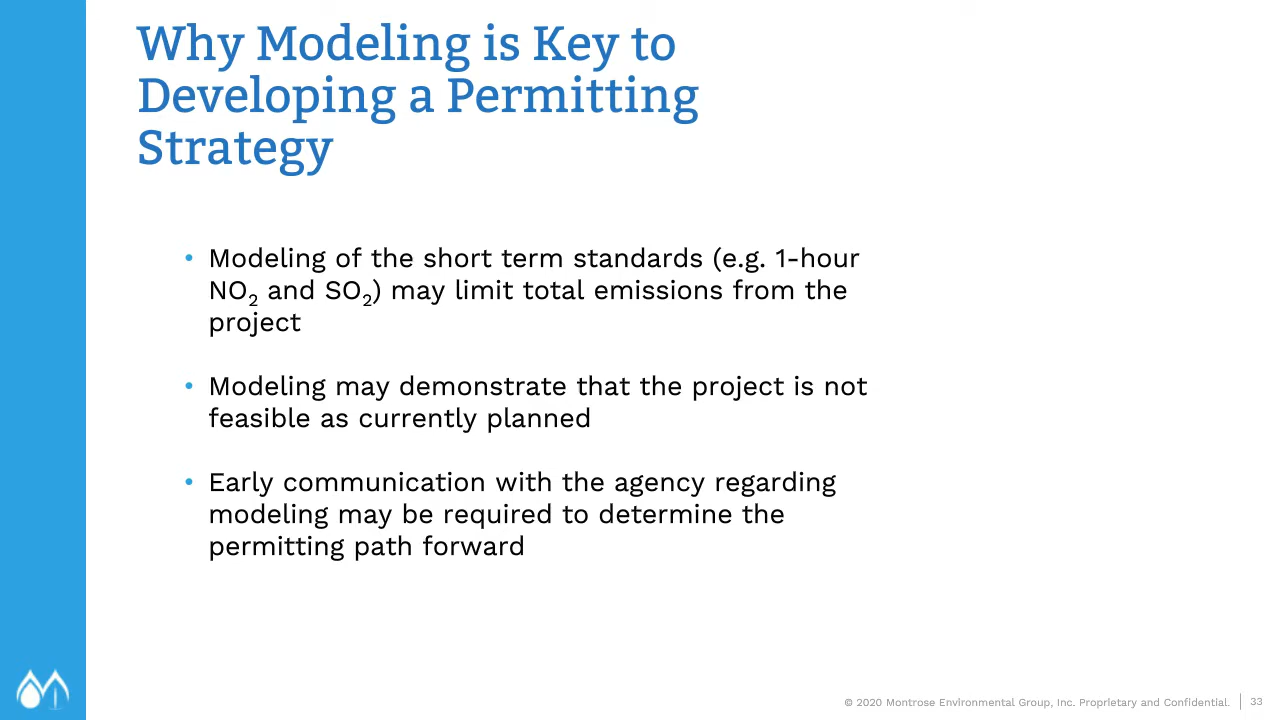 Why Modeling is Key to
Developing a Permitting
Strategy
• Modeling of the short term standards (e.g. 1-hour
NO₂ and SO₂) may limit total emissions from the
project
• Modeling may demonstrate that the project is not
feasible as currently planned
• Early communication with the agency regarding
modeling may be required to determine the
permitting path forward
© 2020 Montrose Environmental Group, Inc. Proprietary and Confidential. 33